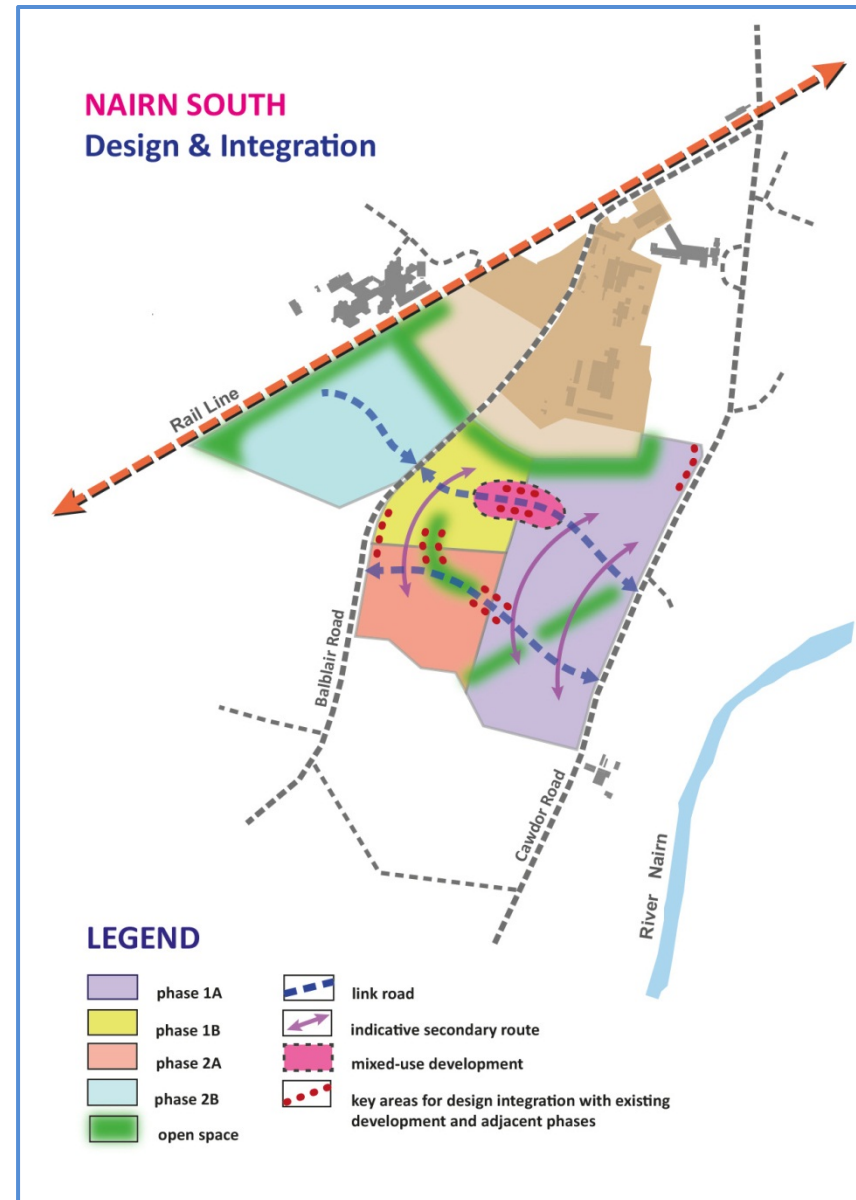 NAIRN SOUTH
Design & Integration
Rail Line
Balblair Road
Cawdor Road
River Nairn
LEGEND
phase 1A
phase 1B
phase 2A
phase 2B
open space
link road
indicative secondary route
mixed-use development
key areas for design integration with existing
development and adjacent phases